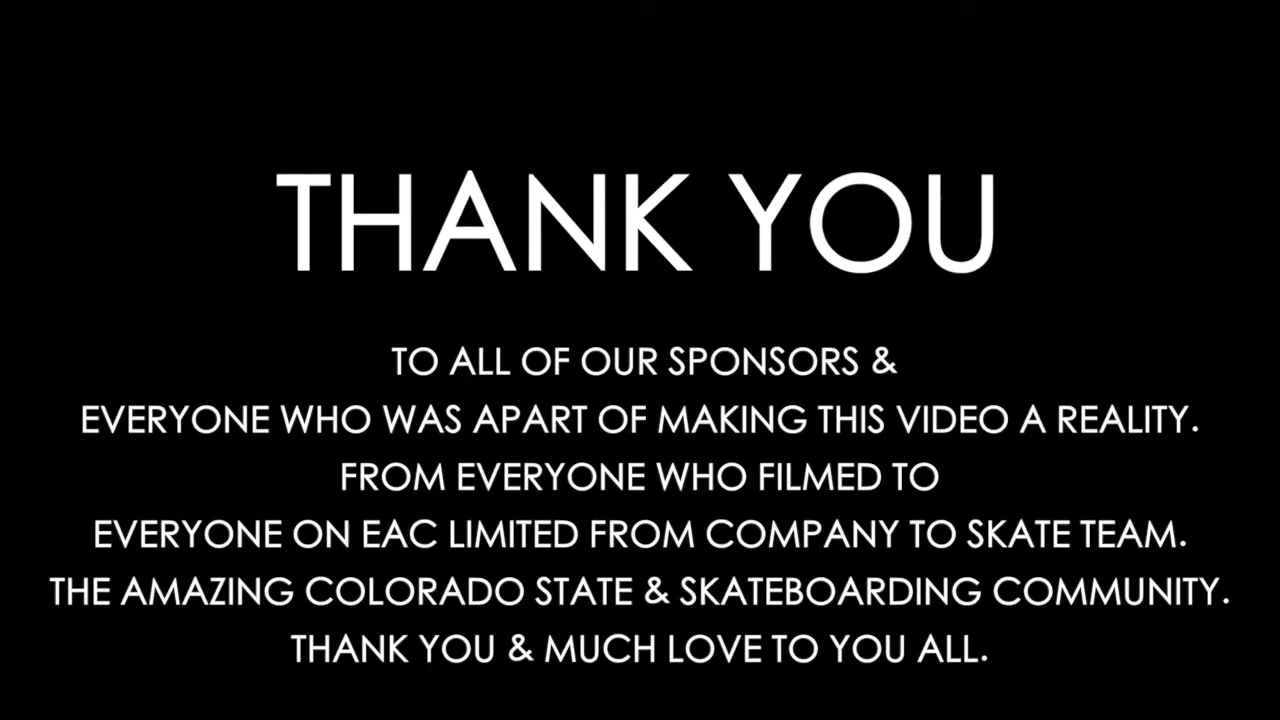 THANK YOU
TO ALL OF OUR SPONSORS &
EVERYONE WHO WAS APART OF MAKING THIS VIDEO A REALITY.
FROM EVERYONE WHO FILMED TO
EVERYONE ON EAC LIMITED FROM COMPANY TO SKATE TEAM.
THE AMAZING COLORADO STATE & SKATEBOARDING COMMUNITY.
THANK YOU & MUCH LOVE TO YOU ALL.